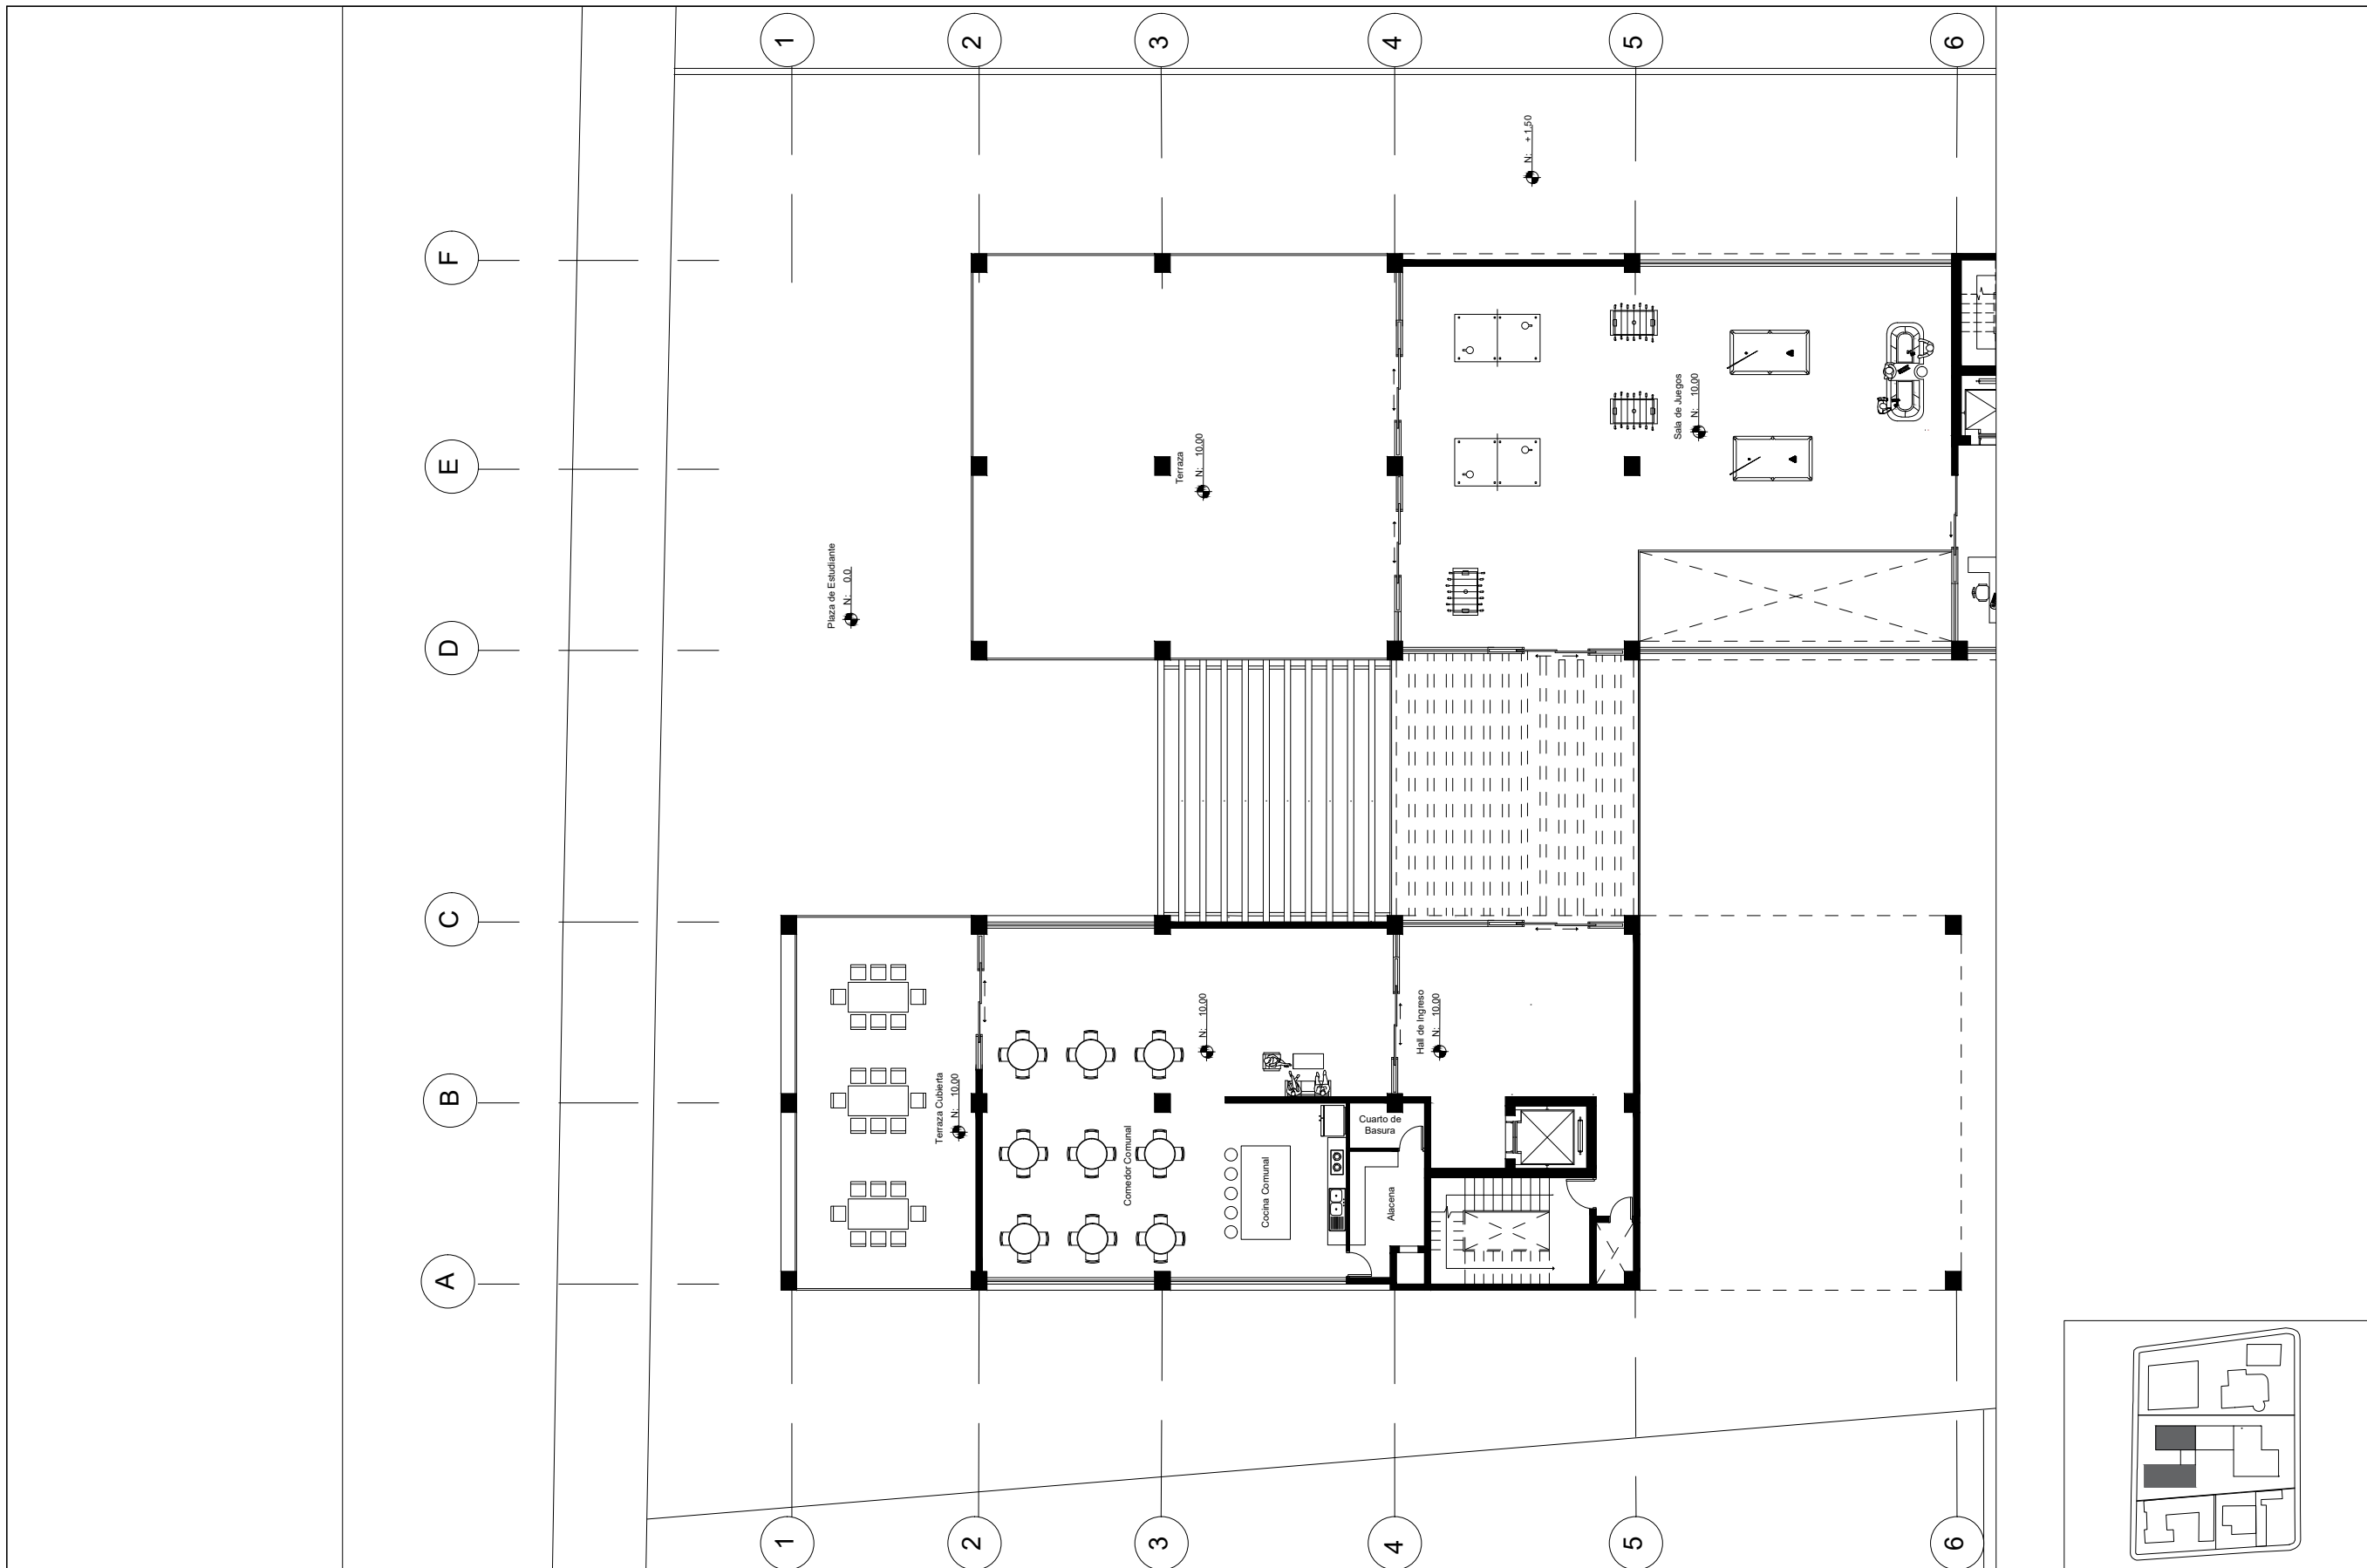 1
2
3
4
5
6
N: +1.50
F
E
D
C
B
A
Sala de Juegos
N: 10.00
Terraza
N: 10.00
Plaza de Estudiante
N: 0.0
N: 10.00
Hall de Ingreso
N: 10.00
Terraza Cubierta
N: 10.00
Comedor Comunal
Cocina Comunal
Cuarto de
Basura
Alacena
1
2
3
4
5
6